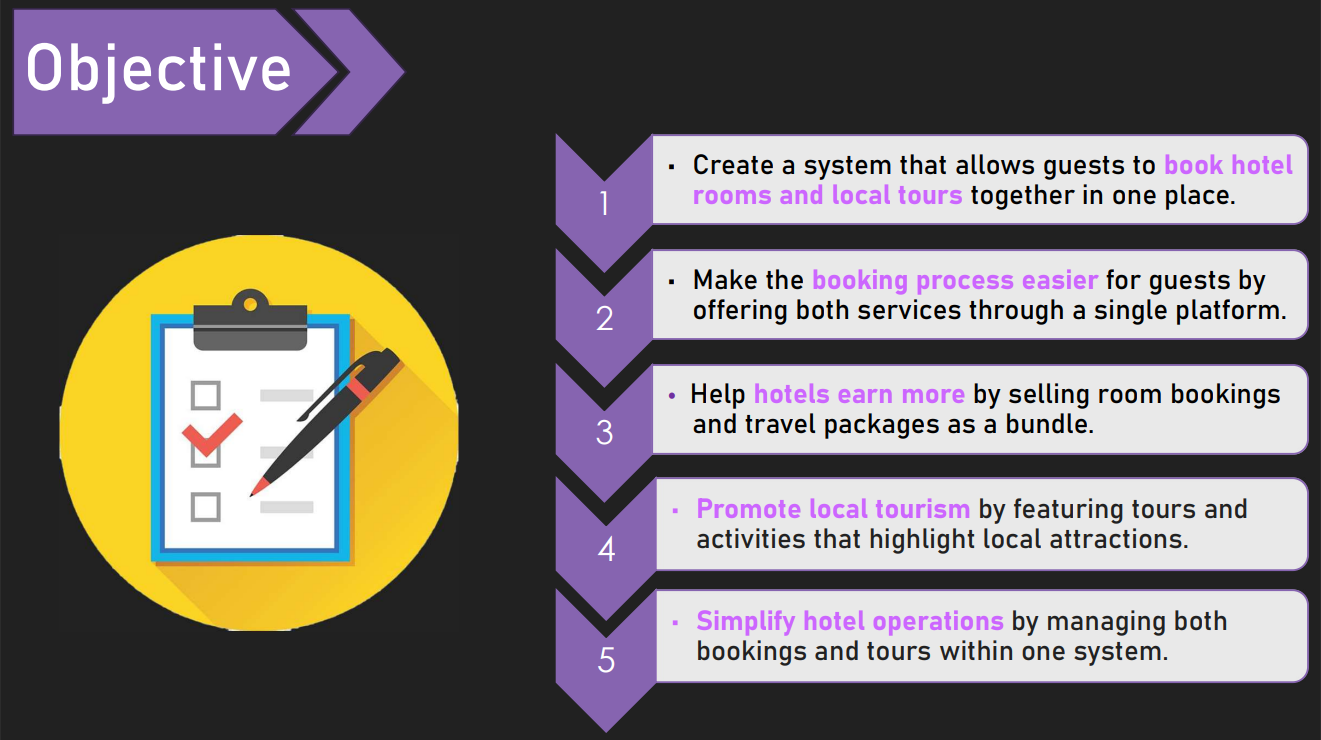 Objective
1
▪ Create a system that allows guests to book hotel
rooms and local tours together in one place.
2
▪ Make the booking process easier for guests by
offering both services through a single platform.
3
• Help hotels earn more by selling room bookings
and travel packages as a bundle.
4
▪ Promote local tourism by featuring tours and
activities that highlight local attractions.
5
▪ Simplify hotel operations by managing both
bookings and tours within one system.